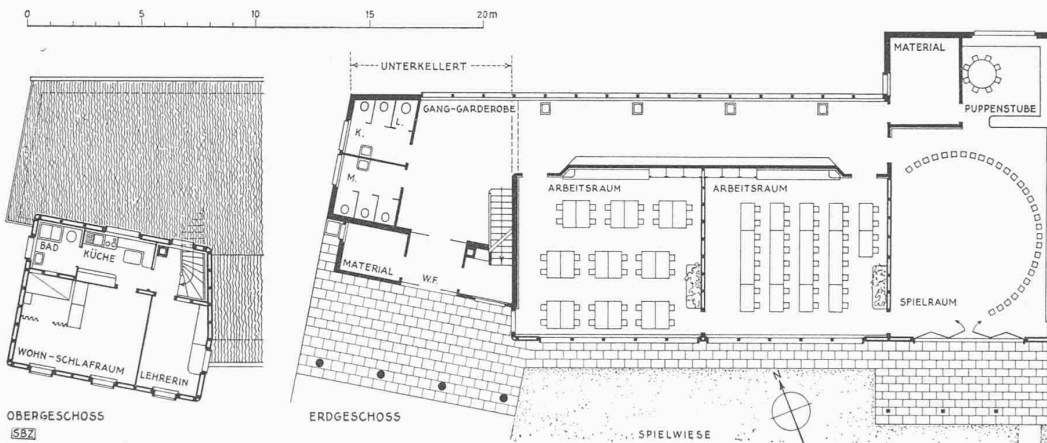 0 5 10 15 20 m
UNTERKELLERT
MATERIAL
GANG-GARDEROBE
L.
K.
PUPPENSTUBE
M.
ARBEITSRAUM
ARBEITSRAUM
BAD
KÜCHE
MATERIAL
W.F.
SPIELRAUM
WOHN-SCHLAFRAUM
LEHRERIN
OBERGESCHOSS
ERDGESCHOSS
N
SBZ
SPIELWIESE